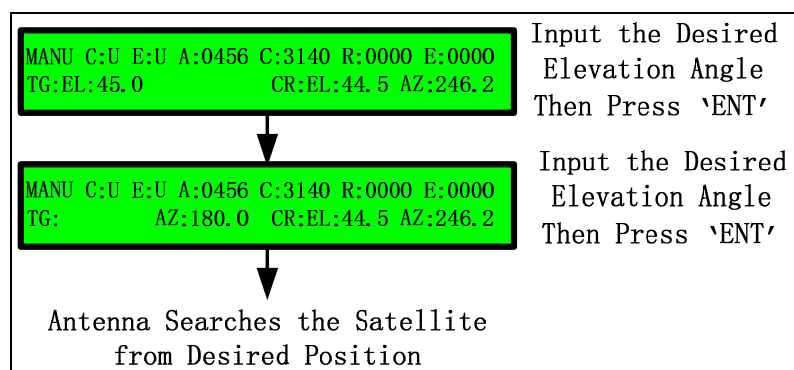 MANU C:U E:U A:0456 C:3140 R:0000 E:0000
TG:EL:45.0 CR:EL:44.5 AZ:246.2
Input the Desired
Elevation Angle
Then Press ‵ENT′
MANU C:U E:U A:0456 C:3140 R:0000 E:0000
TG: AZ:180.0 CR:EL:44.5 AZ:246.2
Input the Desired
Elevation Angle
Then Press ‵ENT′
Antenna Searches the Satellite
from Desired Position